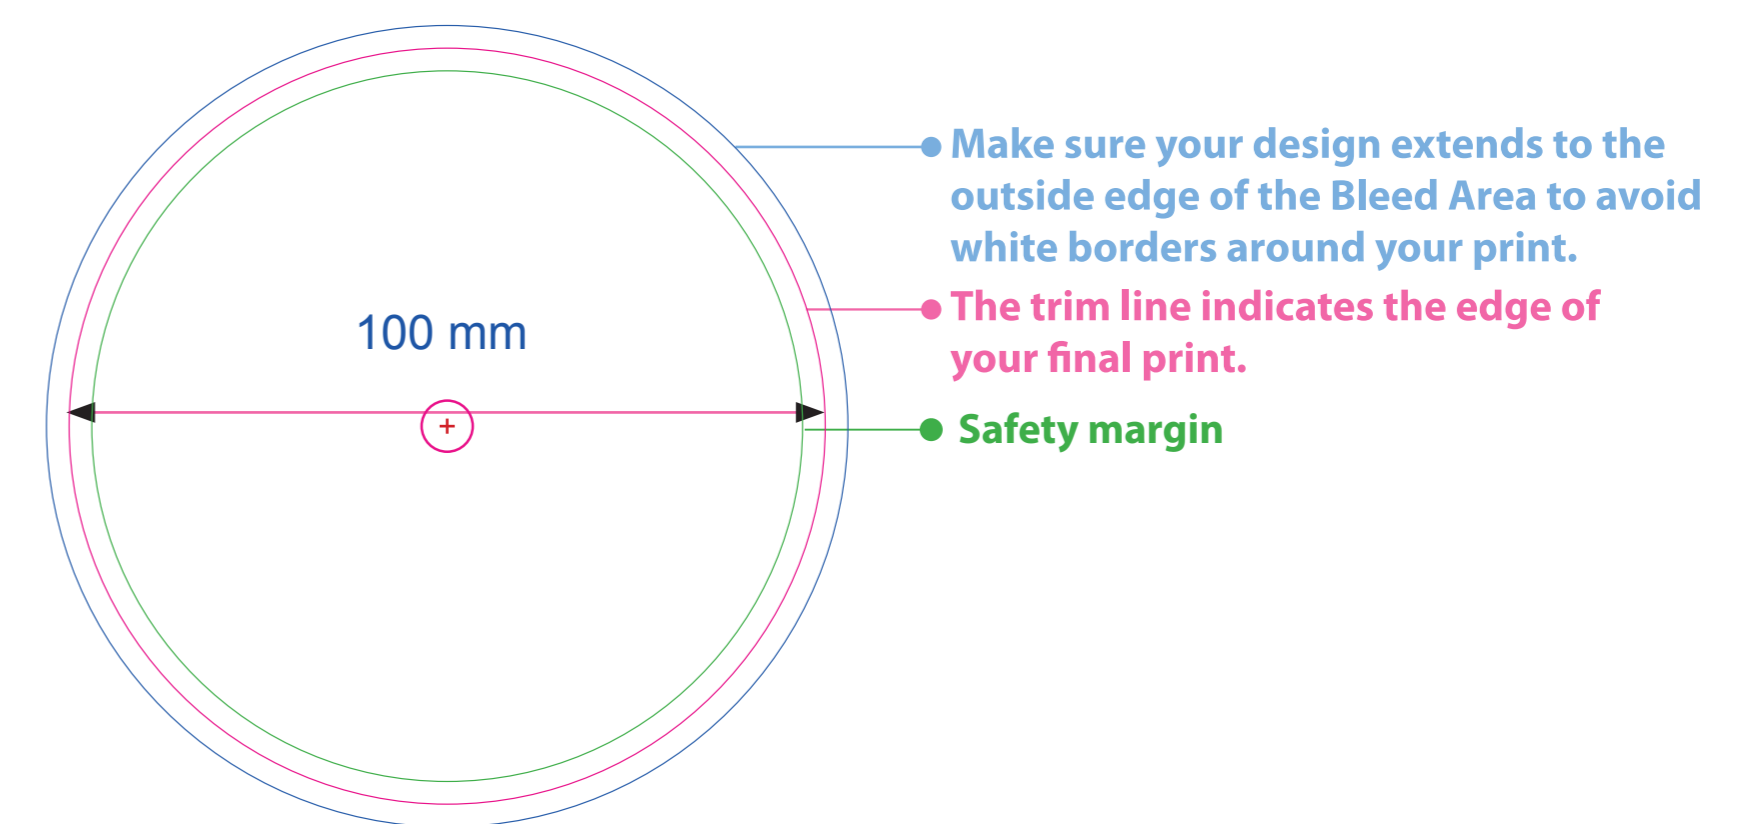 Make sure your design extends to the
outside edge of the Bleed Area to avoid
white borders around your print.
The trim line indicates the edge of
your final print.
100 mm
Safety margin